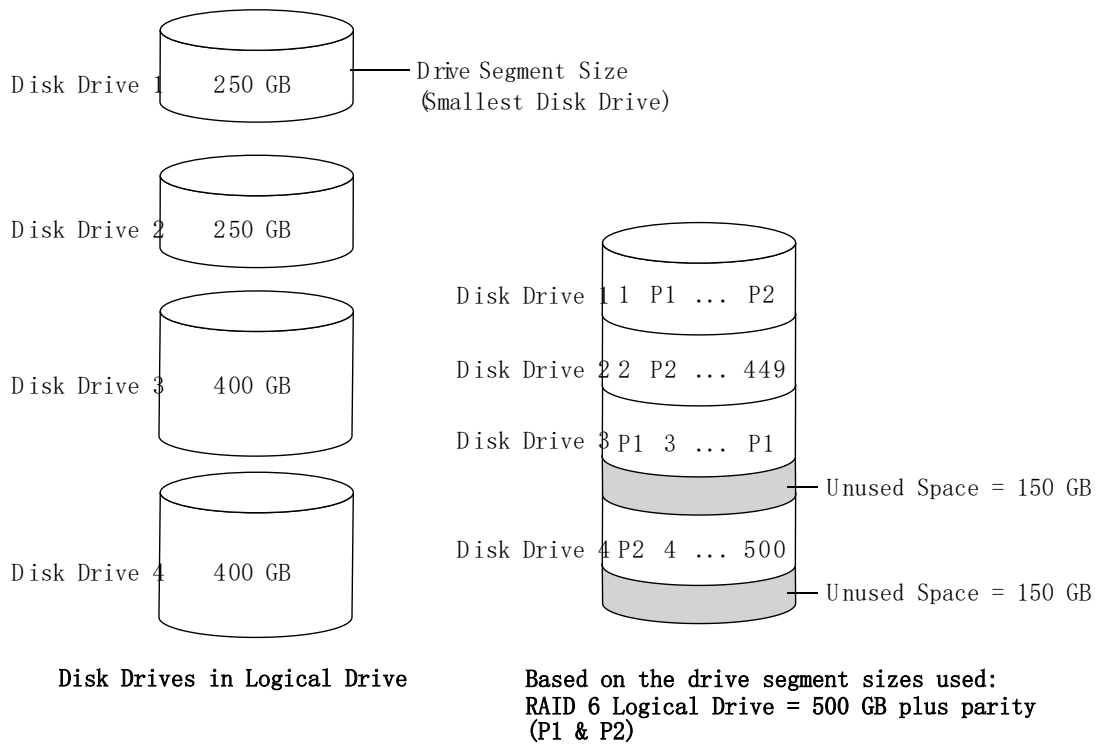 Disk Drive 1
250 GB
Drive Segment Size
(Smallest Disk Drive)
Disk Drive 2
250 GB
Disk Drive 3
400 GB
Disk Drive 4
400 GB
Disk Drives in Logical Drive
Disk Drive 1
1 P1 ... P2
Disk Drive 2
2 P2 ... 449
Disk Drive 3
P1 3 ... P1
Unused Space = 150 GB
Disk Drive 4
P2 4 ... 500
Unused Space = 150 GB
Based on the drive segment sizes used:
RAID 6 Logical Drive = 500 GB plus parity
(P1 & P2)